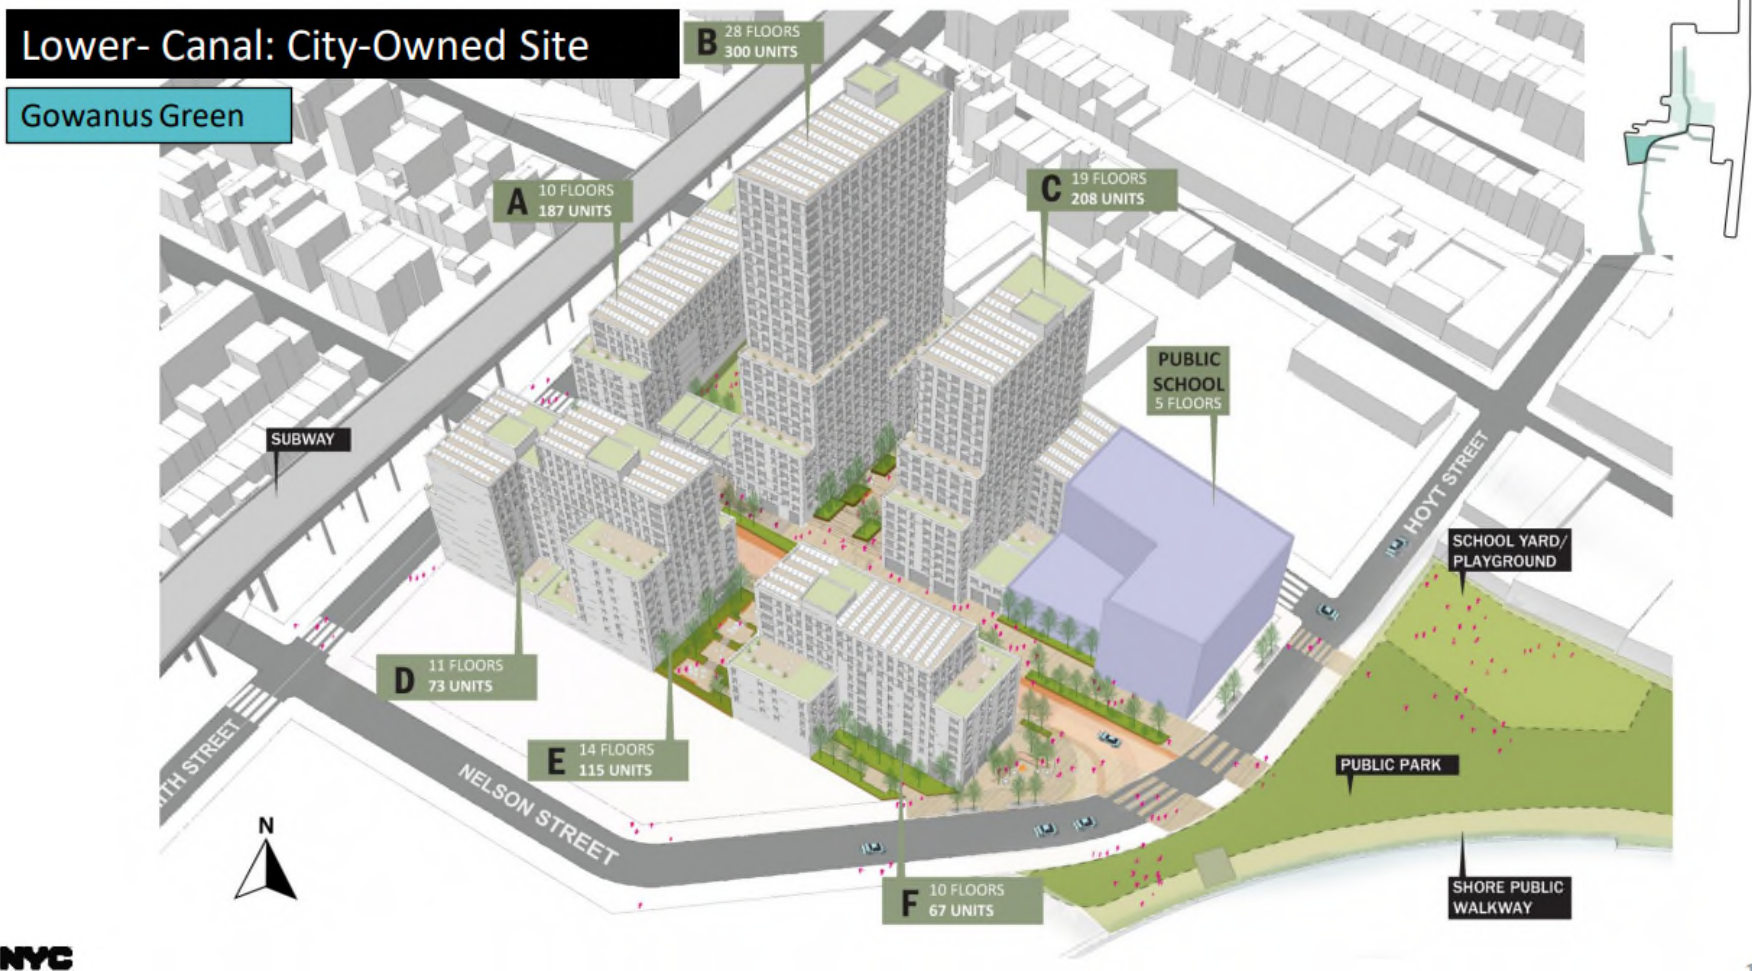 Lower- Canal: City-Owned Site
Gowanus Green
B 28 FLOORS
300 UNITS
A 10 FLOORS
187 UNITS
C 19 FLOORS
208 UNITS
PUBLIC
SCHOOL
5 FLOORS
SUBWAY
HOYT STREET
SCHOOL YARD/
PLAYGROUND
D 11 FLOORS
73 UNITS
E 14 FLOORS
115 UNITS
PUBLIC PARK
ITH STREET
NELSON STREET
N
F 10 FLOORS
67 UNITS
SHORE PUBLIC
WALKWAY
NYC